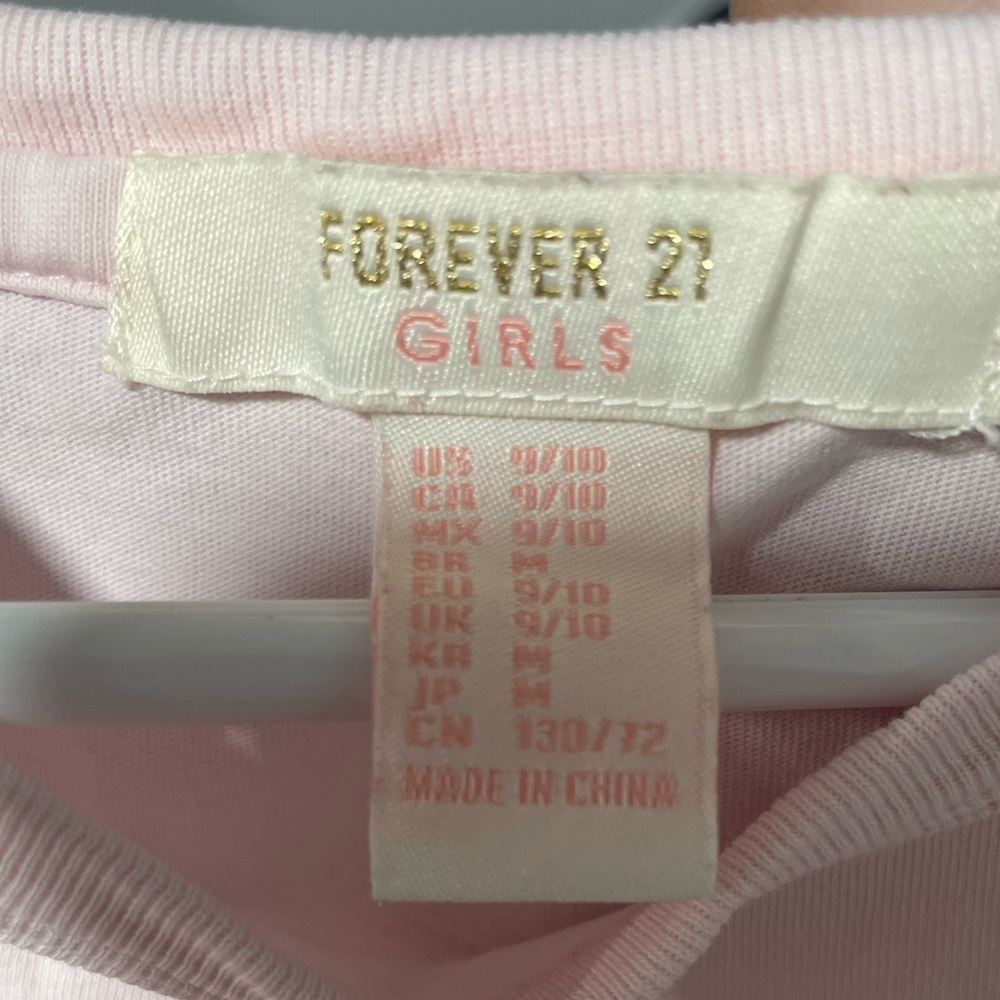 FOREVER 21
GIRLS
US 9/10
CA 9/10
MX 9/10
BR M
EU 9/10
UK 9/10
KR M
JP M
CN 130/72
MADE IN CHINA